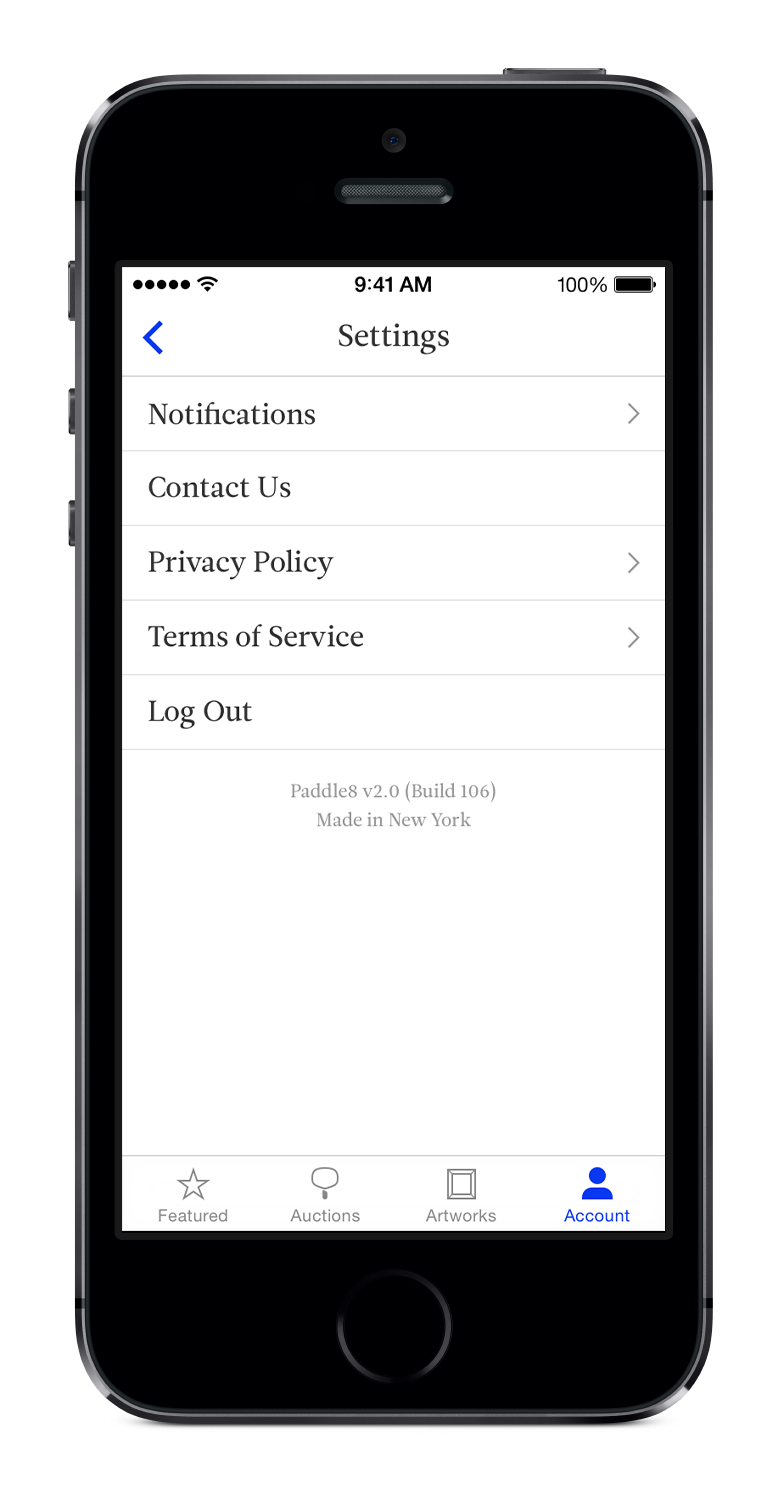 9:41 AM 100%
Settings
Notifications
Contact Us
Privacy Policy
Terms of Service
Log Out
Paddle8 v2.0 (Build 106)
Made in New York
Featured Auctions Artworks Account